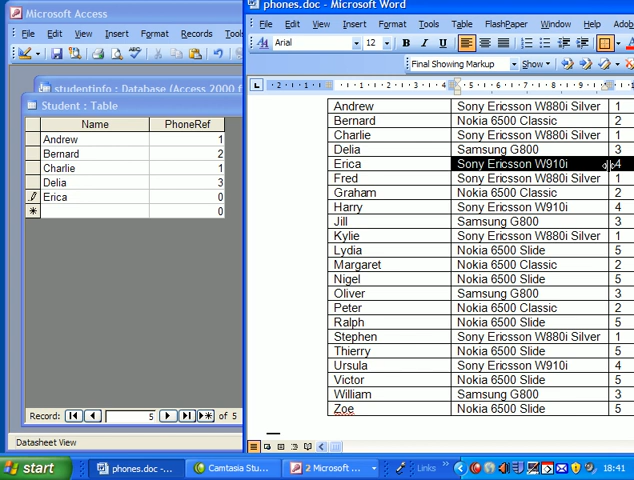 Microsoft Access
File Edit View Insert Format Records Tools
studentinfo : Database (Access 2000 f
Student : Table
Name PhoneRef
Andrew 1
Bernard 2
Charlie 1
Delia 3
Erica 0
0
Record: 5 of 5
Datasheet View
phones.doc - Microsoft Word
File Edit View Insert Format Tools Table FlashPaper Window Help Adob
Arial 12 B I U
Final Showing Markup Show
2 1 1 2 3 4 5
Andrew Sony Ericsson W880i Silver 1
Bernard Nokia 6500 Classic 2
Charlie Sony Ericsson W880i Silver 1
Delia Samsung G800 3
Erica Sony Ericsson W910i 4
Fred Sony Ericsson W880i Silver 1
Graham Nokia 6500 Classic 2
Harry Sony Ericsson W910i 4
Jill Samsung G800 3
Kylie Sony Ericsson W880i Silver 1
Lydia Nokia 6500 Slide 5
Margaret Nokia 6500 Classic 2
Nigel Nokia 6500 Slide 5
Oliver Samsung G800 3
Peter Nokia 6500 Classic 2
Ralph Nokia 6500 Slide 5
Stephen Sony Ericsson W880i Silver 1
Thierry Nokia 6500 Slide 5
Ursula Sony Ericsson W910i 4
Victor Nokia 6500 Slide 5
William Samsung G800 3
Zoe Nokia 6500 Slide 5
start phones.doc -... Camtasia Stu... 2 Microsoft ... Links 18:41